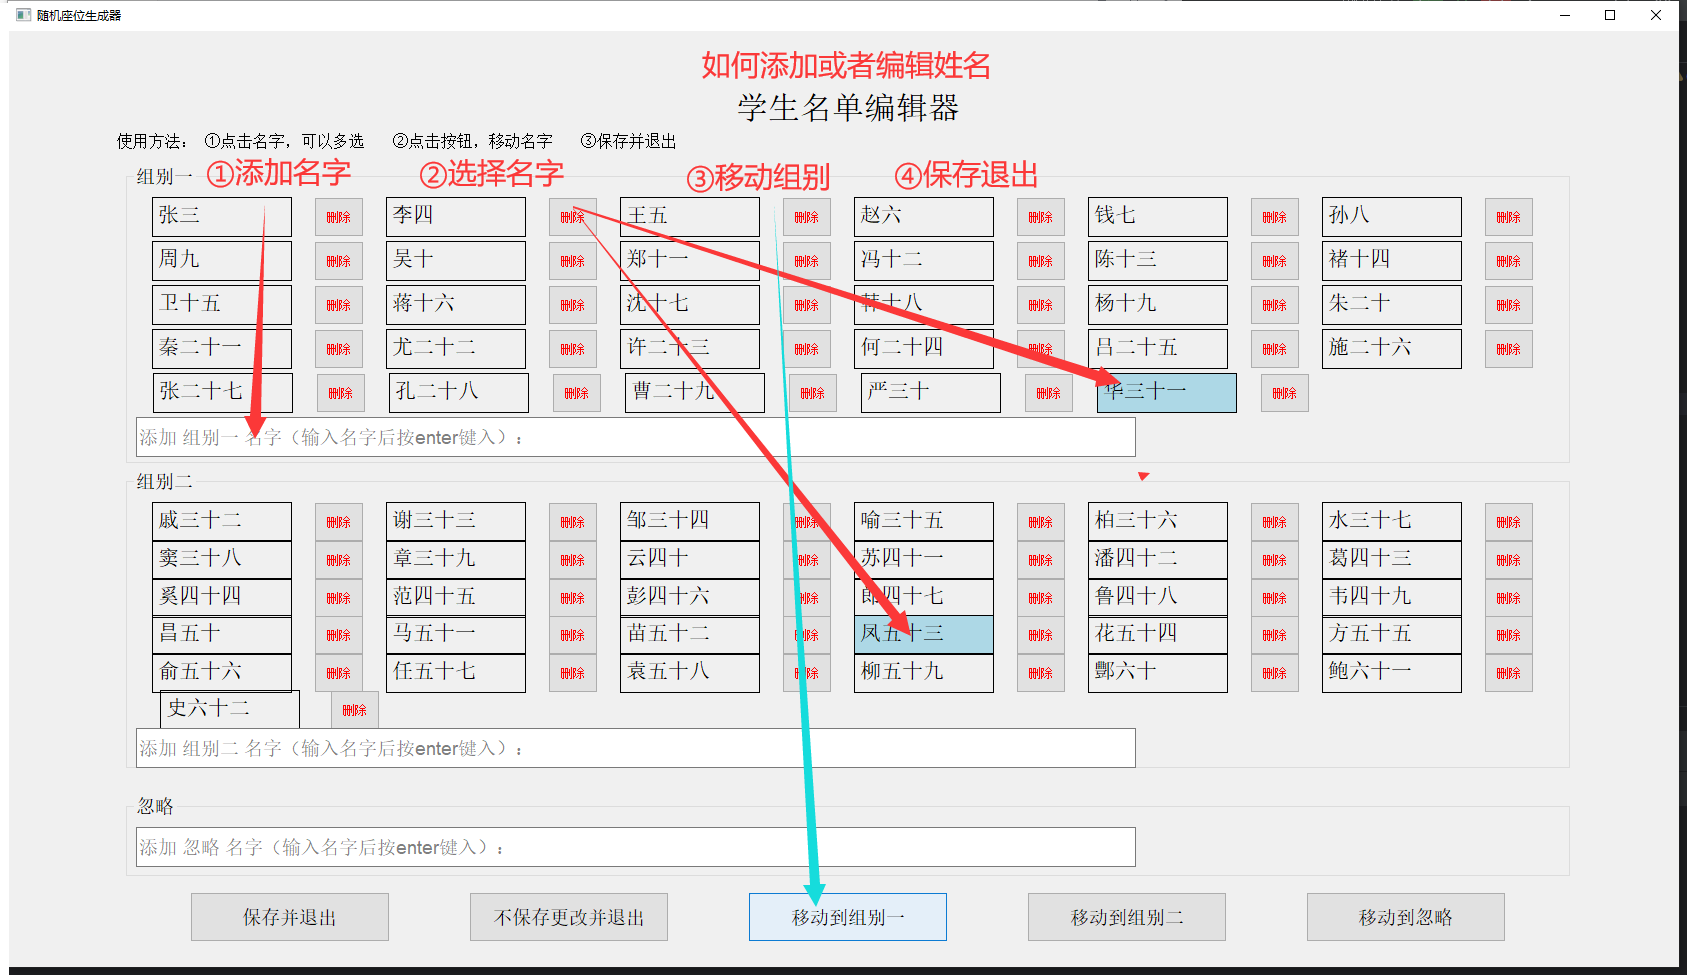 随机座位生成器
如何添加或者编辑姓名
学生名单编辑器
使用方法： ①点击名字，可以多选 ②点击按钮，移动名字 ③保存并退出
①添加名字 ②选择名字 ③移动组别 ④保存退出
组别一
张三 删除 李四 删除 王五 删除 赵六 删除 钱七 删除 孙八 删除
周九 删除 吴十 删除 郑十一 删除 冯十二 删除 陈十三 删除 褚十四 删除
卫十五 删除 蒋十六 删除 沈十七 删除 韩十八 删除 杨十九 删除 朱二十 删除
秦二十一 删除 尤二十二 删除 许二十三 删除 何二十四 删除 吕二十五 删除 施二十六 删除
张二十七 删除 孔二十八 删除 曹二十九 删除 严三十 删除 华三十一 删除
添加 组别一 名字（输入名字后按enter键入）：
组别二
戚三十二 删除 谢三十三 删除 邹三十四 删除 喻三十五 删除 柏三十六 删除 水三十七 删除
窦三十八 删除 章三十九 删除 云四十 删除 苏四十一 删除 潘四十二 删除 葛四十三 删除
奚四十四 删除 范四十五 删除 彭四十六 删除 郎四十七 删除 鲁四十八 删除 韦四十九 删除
昌五十 删除 马五十一 删除 苗五十二 删除 凤五十三 删除 花五十四 删除 方五十五 删除
俞五十六 删除 任五十七 删除 袁五十八 删除 柳五十九 删除 酆六十 删除 鲍六十一 删除
史六十二 删除
添加 组别二 名字（输入名字后按enter键入）：
忽略
添加 忽略 名字（输入名字后按enter键入）：
保存并退出 不保存更改并退出 移动到组别一 移动到组别二 移动到忽略